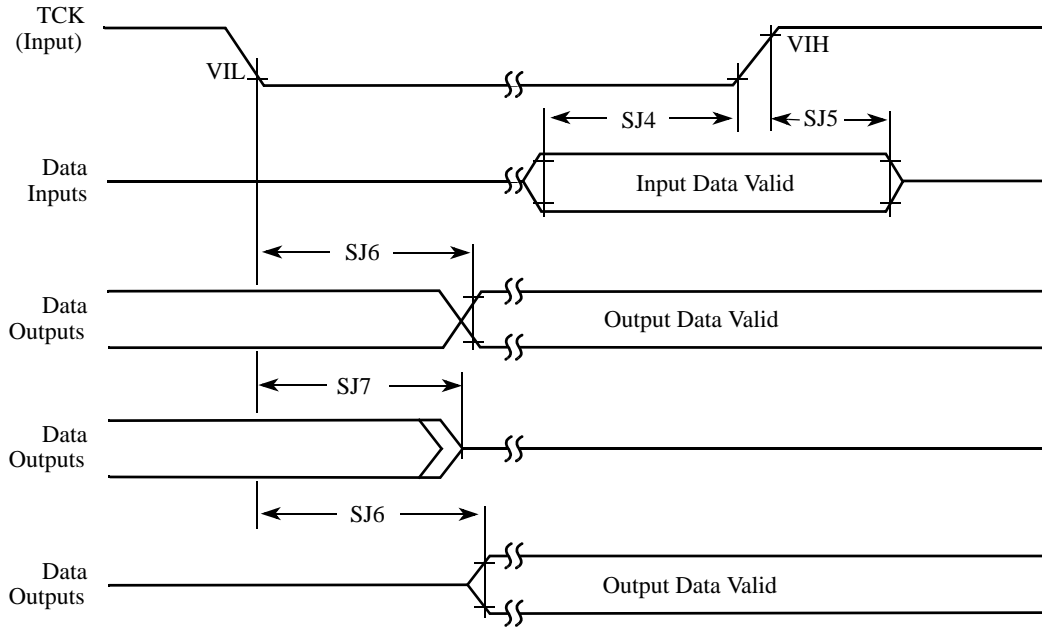 TCK
(Input)
VIL
VIH
SJ4
SJ5
Data
Inputs
Input Data Valid
SJ6
Data
Outputs
Output Data Valid
SJ7
Data
Outputs
SJ6
Data
Outputs
Output Data Valid